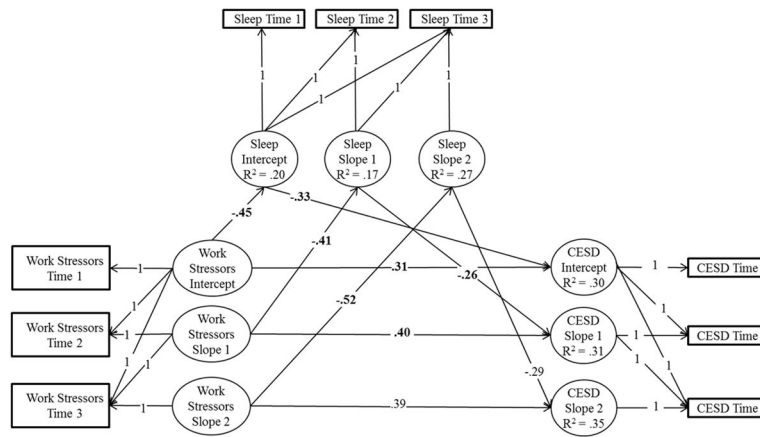 Sleep Time 1
Sleep Time 2
Sleep Time 3
1
1
1
1
1
1
Sleep
Intercept
R² = .20
Sleep
Slope 1
R² = .17
Sleep
Slope 2
R² = .27
-.45
-.33
-.41
Work Stressors
Time 1
1
Work
Stressors
Intercept
.31
-.26
CESD
Intercept
R² = .30
1
CESD Time
-.52
1
1
1
Work Stressors
Time 2
1
Work
Stressors
Slope 1
.40
CESD
Slope 1
R² = .31
1
CESD Time
1
1
1
-.29
Work Stressors
Time 3
1
Work
Stressors
Slope 2
.39
CESD
Slope 2
R² = .35
1
CESD Time